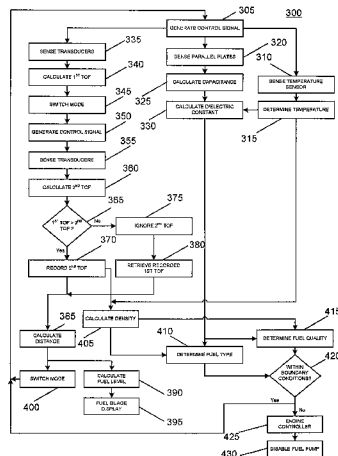 300
305
GENERATE CONTROL SIGNAL
335
SENSE TRANSDUCERS
320
SENSE PARALLEL PLATES
310
SENSE TEMPERATURE
SENSOR
340
CALCULATE 1ST TOF
325
CALCULATE CAPACITANCE
345
SWITCH MODE
330
CALCULATE DIELECTRIC
CONSTANT
DETERMINE TEMPERATURE
315
350
GENERATE CONTROL SIGNAL
355
SENSE TRANSDUCERS
360
CALCULATE 2ND TOF
365
375
1ST TOF > 2ND
TOF ?
No
IGNORE 2ND TOF
Yes
370
380
RECORD 2ND TOF
RETRIEVE RECORDED
1ST TOF
385
CALCULATE DENSITY
405
410
415
CALCULATE
DISTANCE
DETERMINE FUEL TYPE
DETERMINE FUEL QUALITY
420
SWITCH MODE
400
CALCULATE
FUEL LEVEL
390
WITHIN
BOUNDARY
CONDITIONS?
395
Yes
No
ENGINE
CONTROLLER
425
DISABLE FUEL PUMP
430